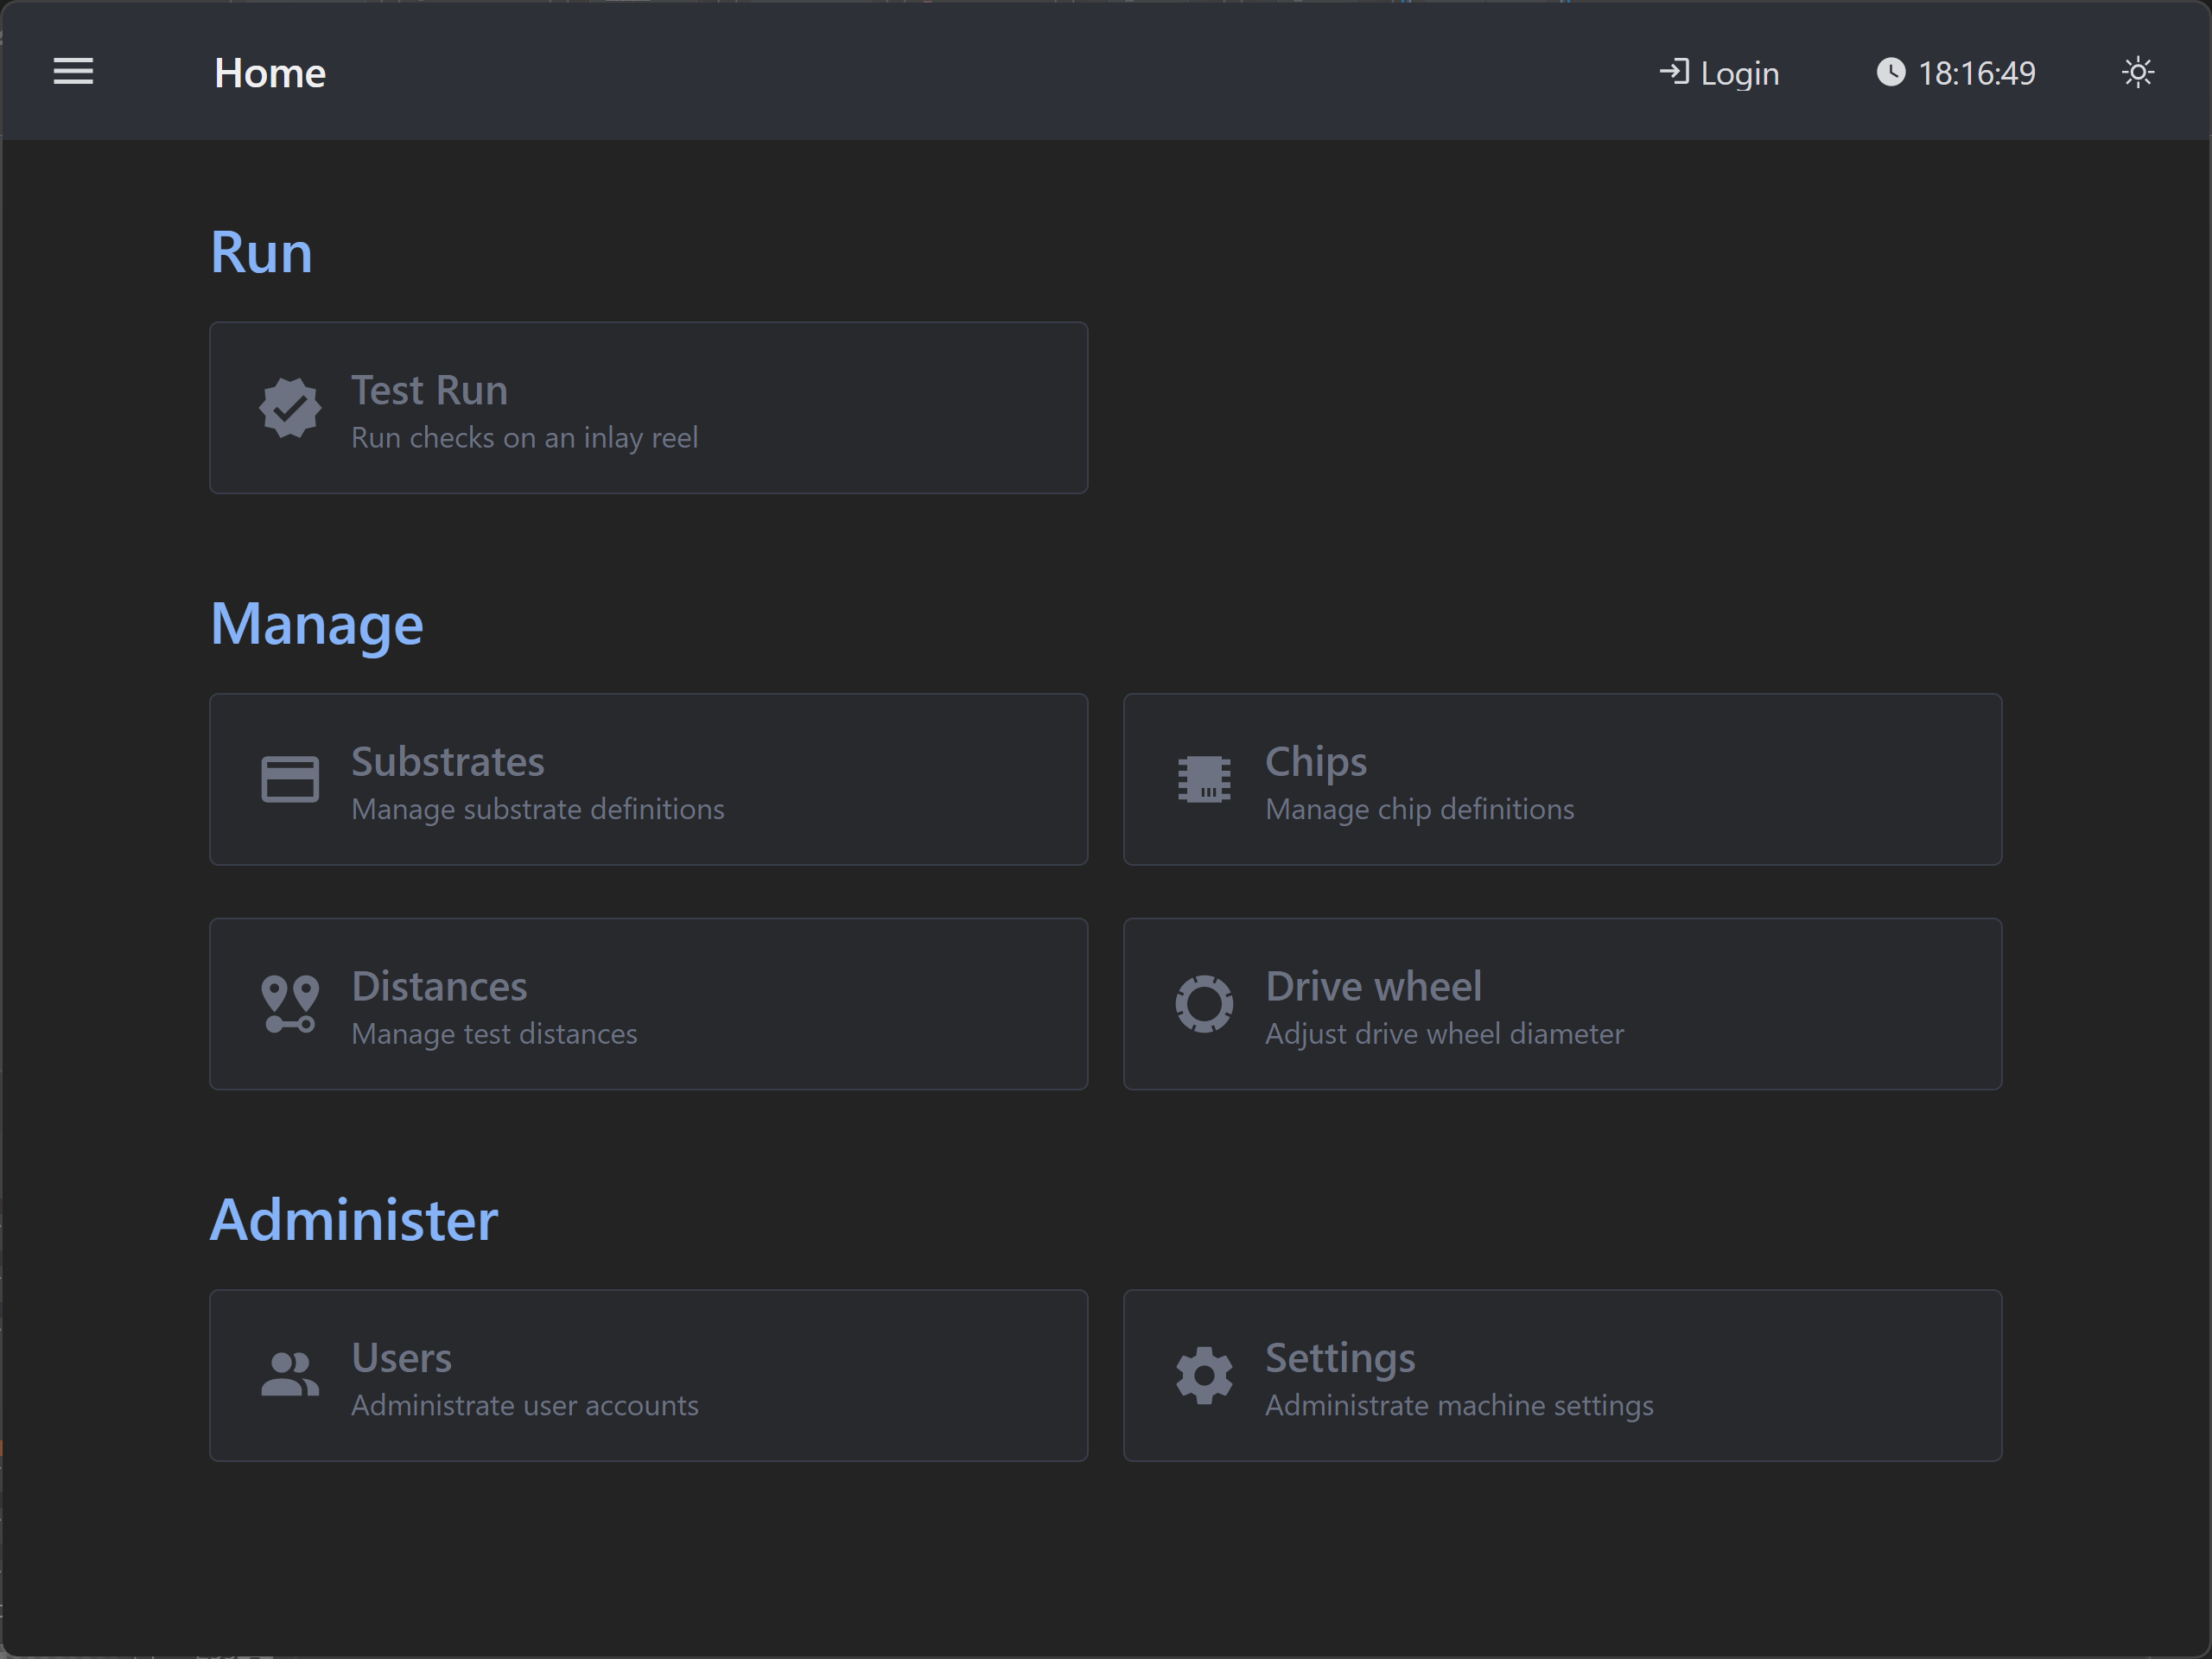 Home
Login
18:16:49
Run
Test Run
Run checks on an inlay reel
Manage
Substrates
Manage substrate definitions
Chips
Manage chip definitions
Distances
Manage test distances
Drive wheel
Adjust drive wheel diameter
Administer
Users
Administrate user accounts
Settings
Administrate machine settings